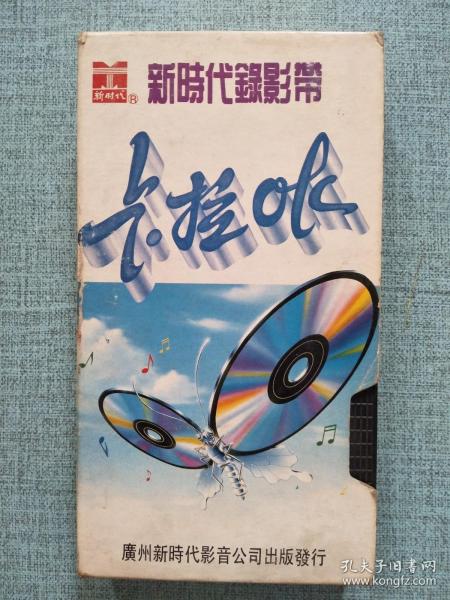 新時代®
新時代錄影帶
卡拉ok
廣州新時代影音公司出版發行
孔夫子旧书网
www.kongfz.com